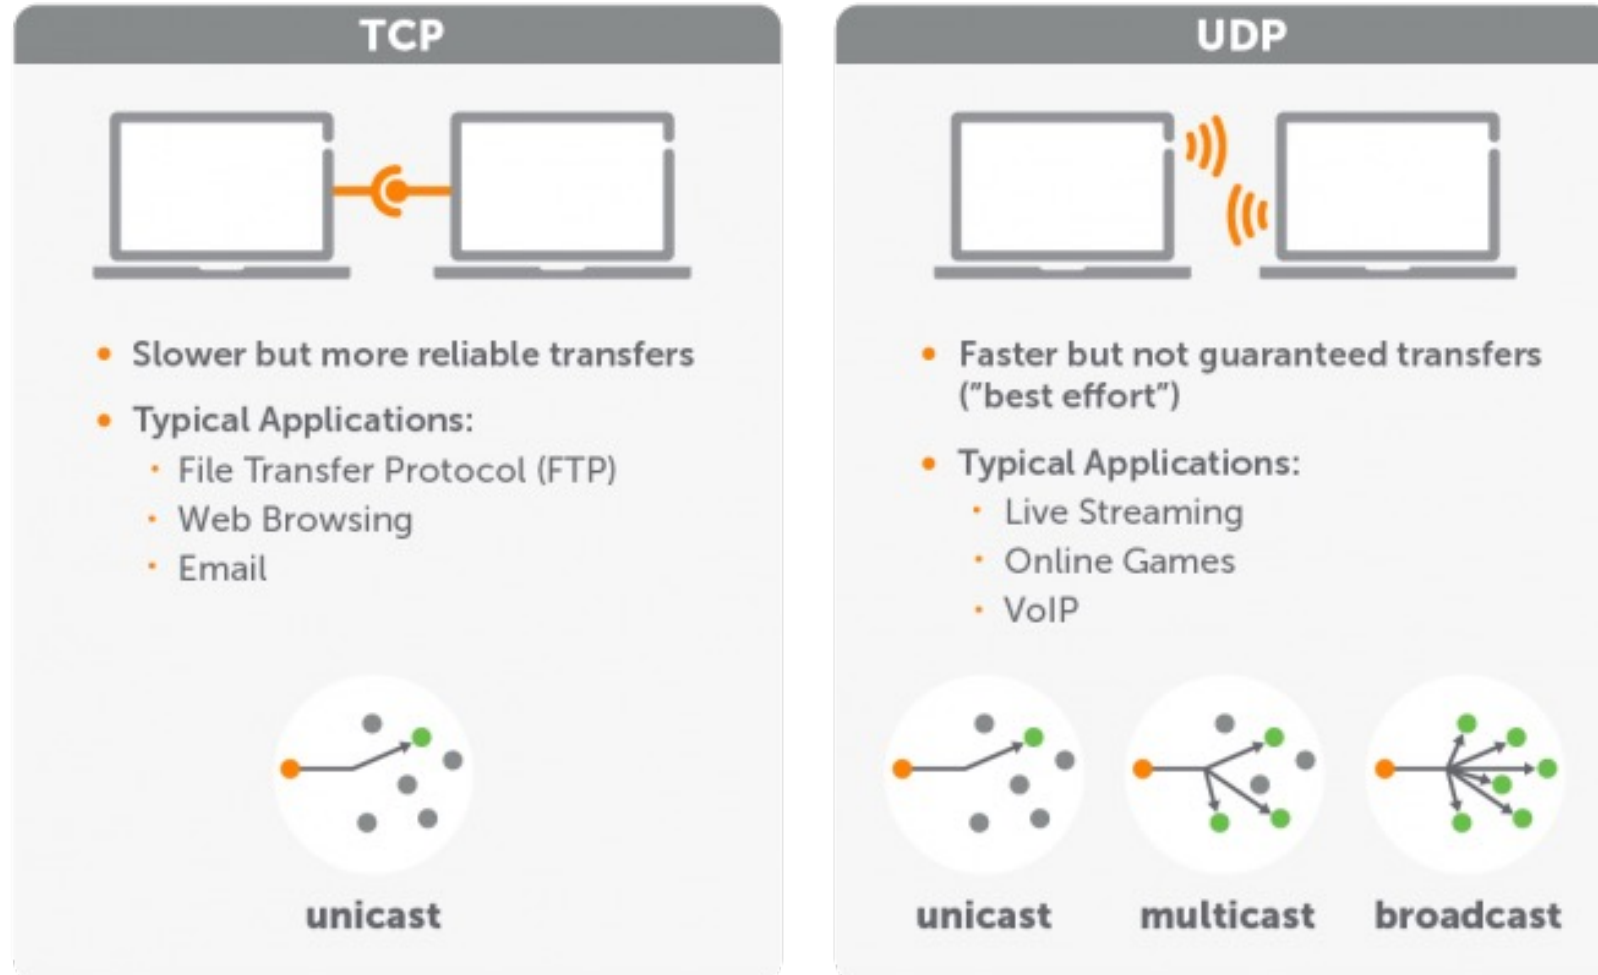 TCP
Slower but more reliable transfers
Typical Applications:
File Transfer Protocol (FTP)
Web Browsing
Email
unicast
UDP
Faster but not guaranteed transfers
("best effort")
Typical Applications:
Live Streaming
Online Games
VoIP
unicast
multicast
broadcast